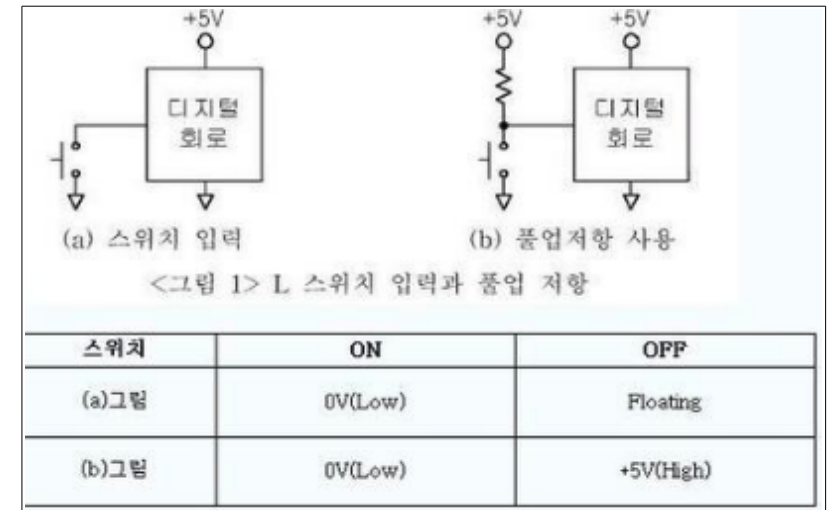 +5V
+5V
+5V
디지털
회로
디지털
회로
(a) 스위치 입력
(b) 풀업저항 사용
<그림 1> L 스위치 입력과 풀업 저항
스위치 ON OFF
(a)그림 0V(Low) Floating
(b)그림 0V(Low) +5V(High)